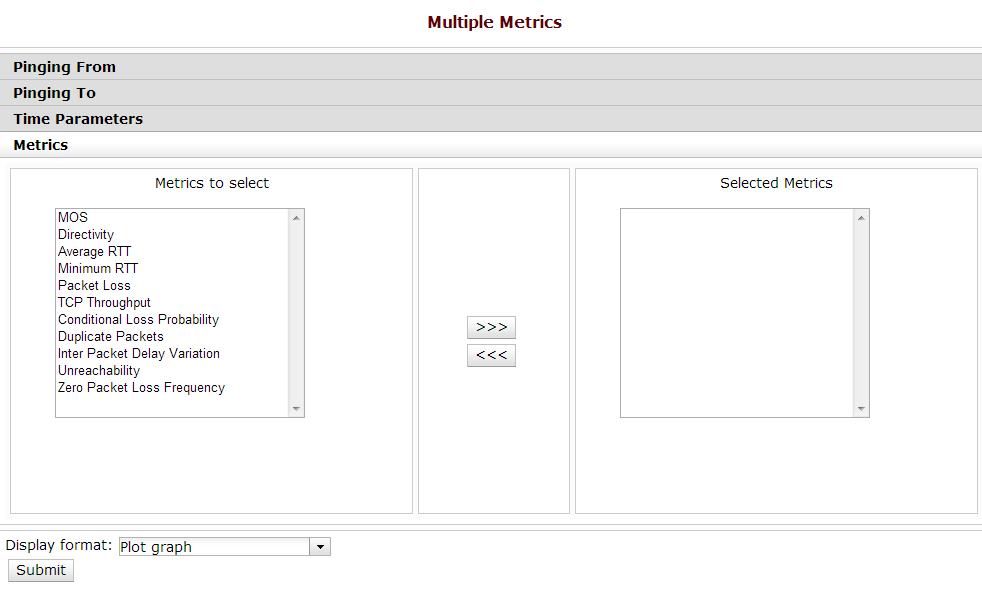 Multiple Metrics
Pinging From
Pinging To
Time Parameters
Metrics
Metrics to select
MOS
Directivity
Average RTT
Minimum RTT
Packet Loss
TCP Throughput
Conditional Loss Probability
Duplicate Packets
Inter Packet Delay Variation
Unreachability
Zero Packet Loss Frequency
>>>
<<<
Selected Metrics
Display format: Plot graph
Submit